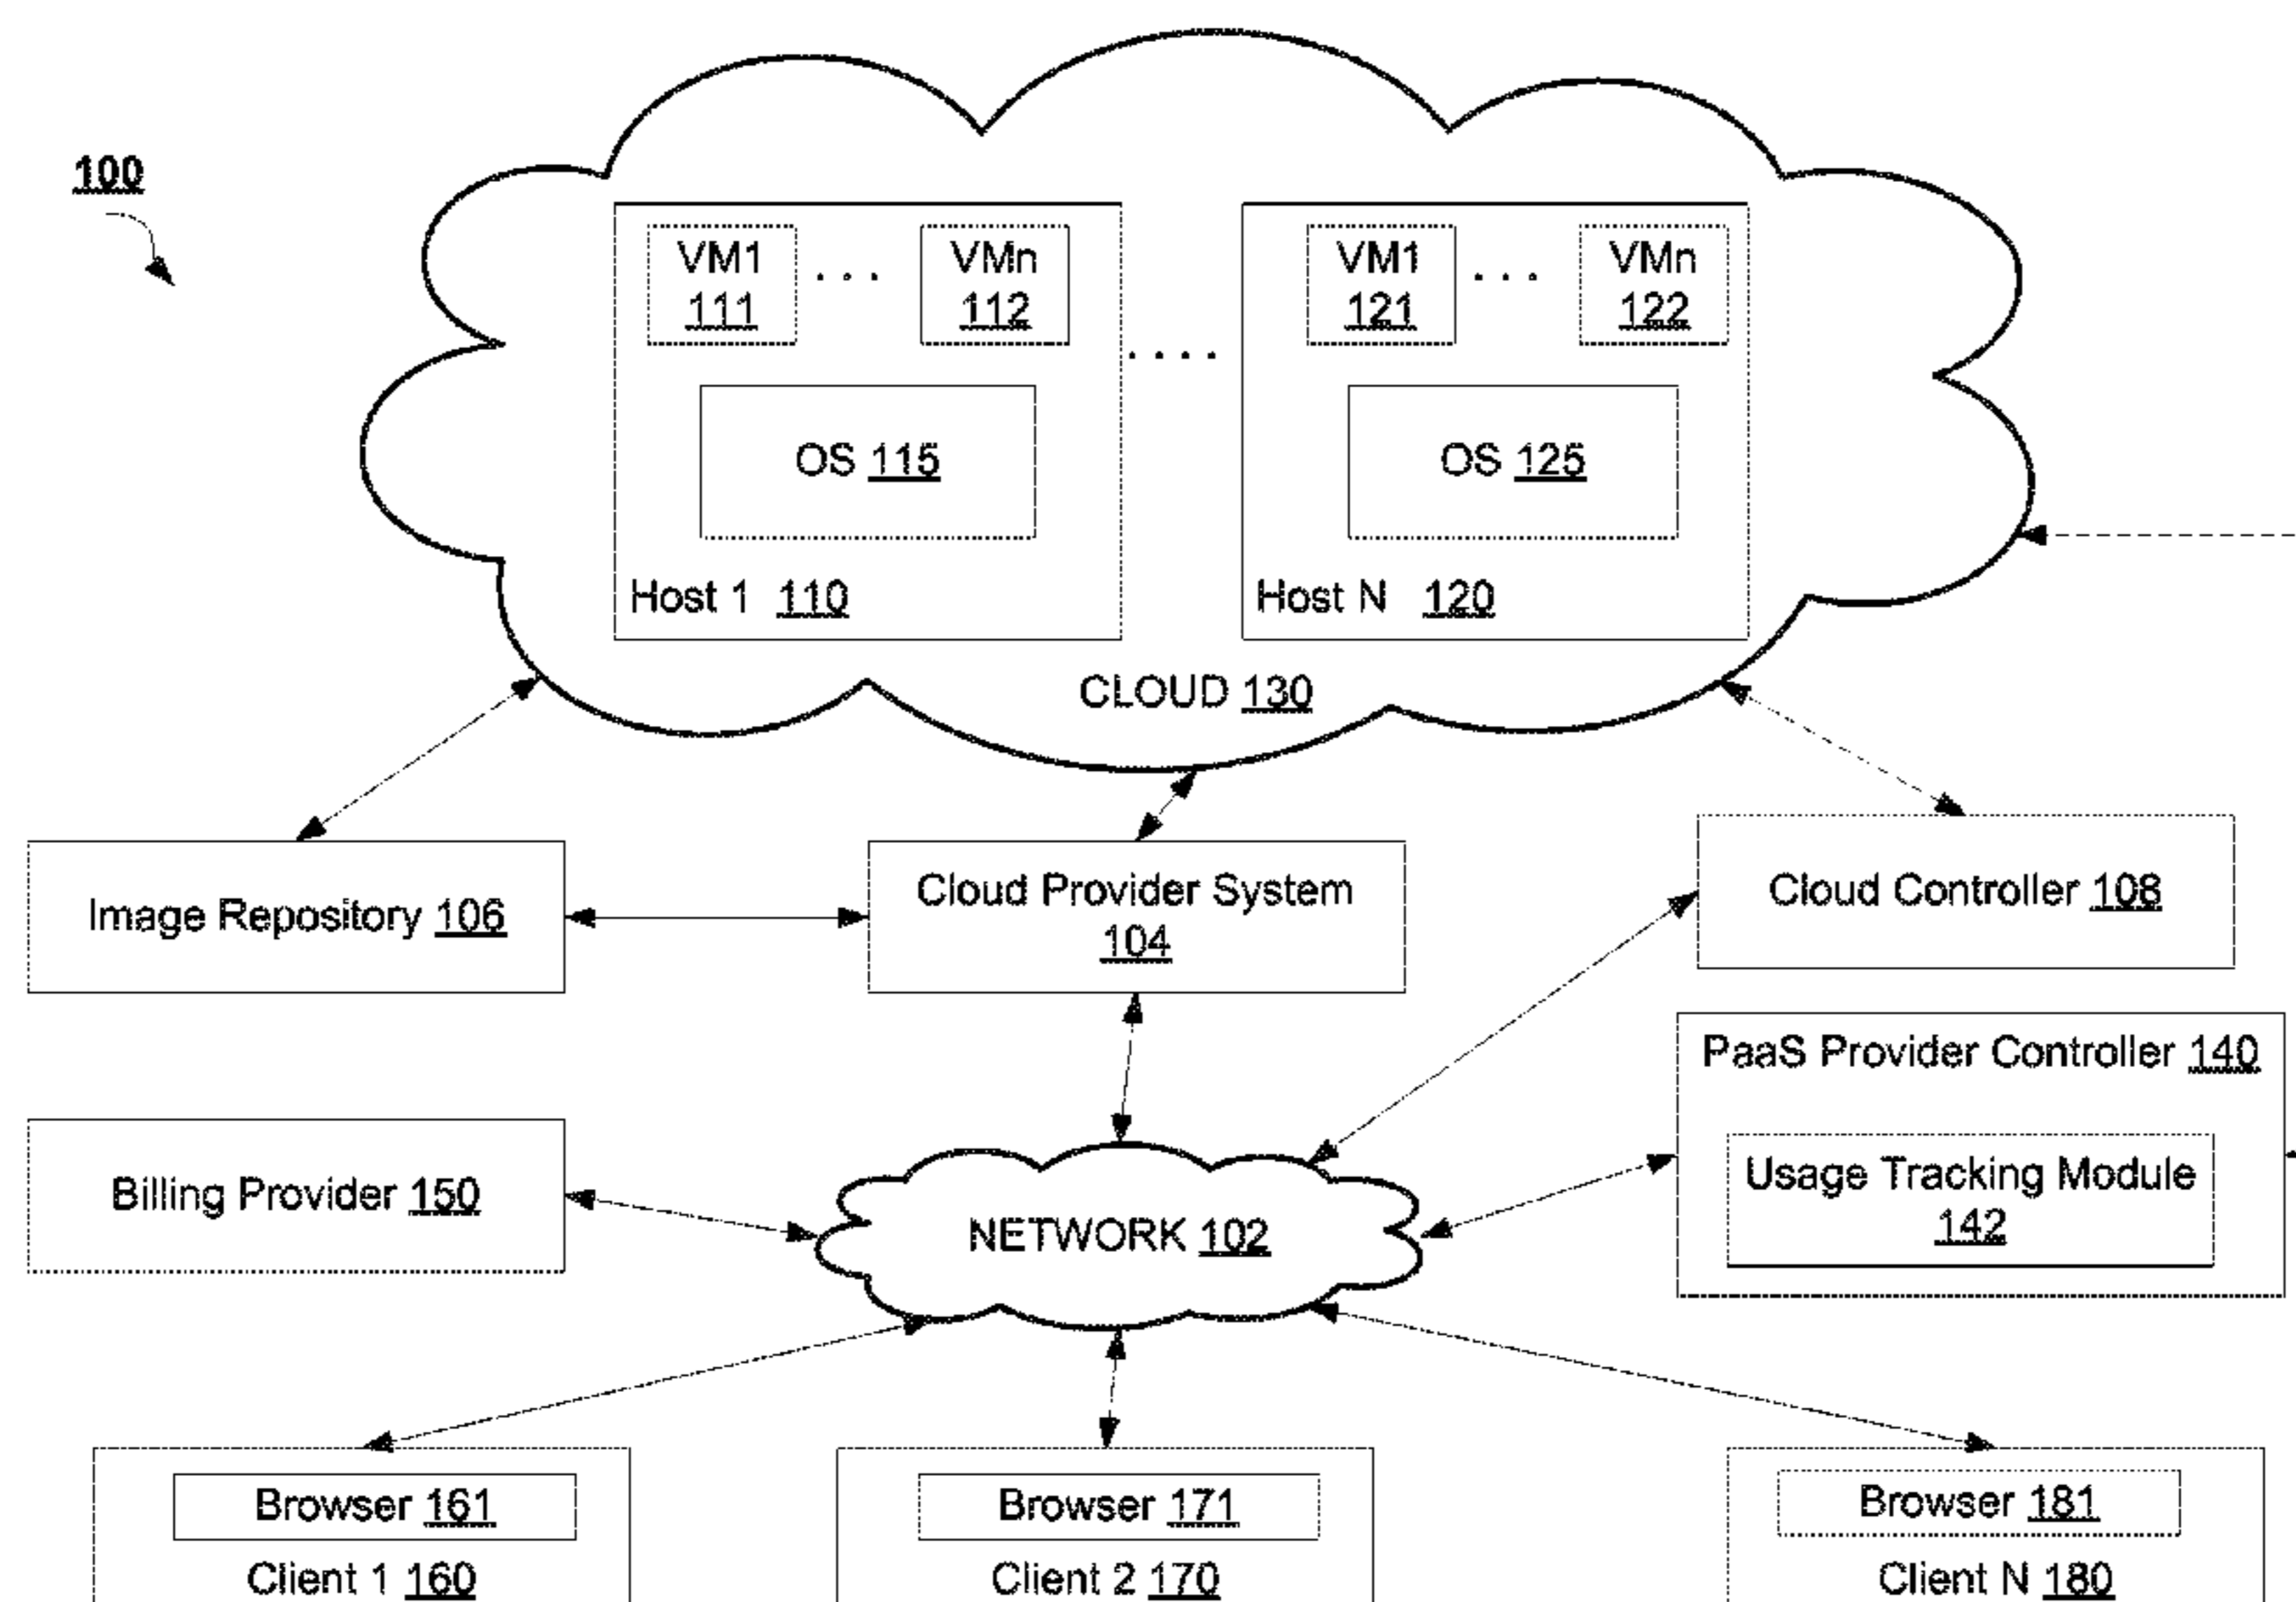 100
VM1
111
. . .
VMn
112
VM1
121
. . .
VMn
122
. . . .
OS 115
OS 125
Host 1 110
Host N 120
CLOUD 130
Image Repository 106
Cloud Provider System
104
Cloud Controller 108
PaaS Provider Controller 140
Usage Tracking Module
142
Billing Provider 150
NETWORK 102
Browser 161
Client 1 160
Browser 171
Client 2 170
Browser 181
Client N 180